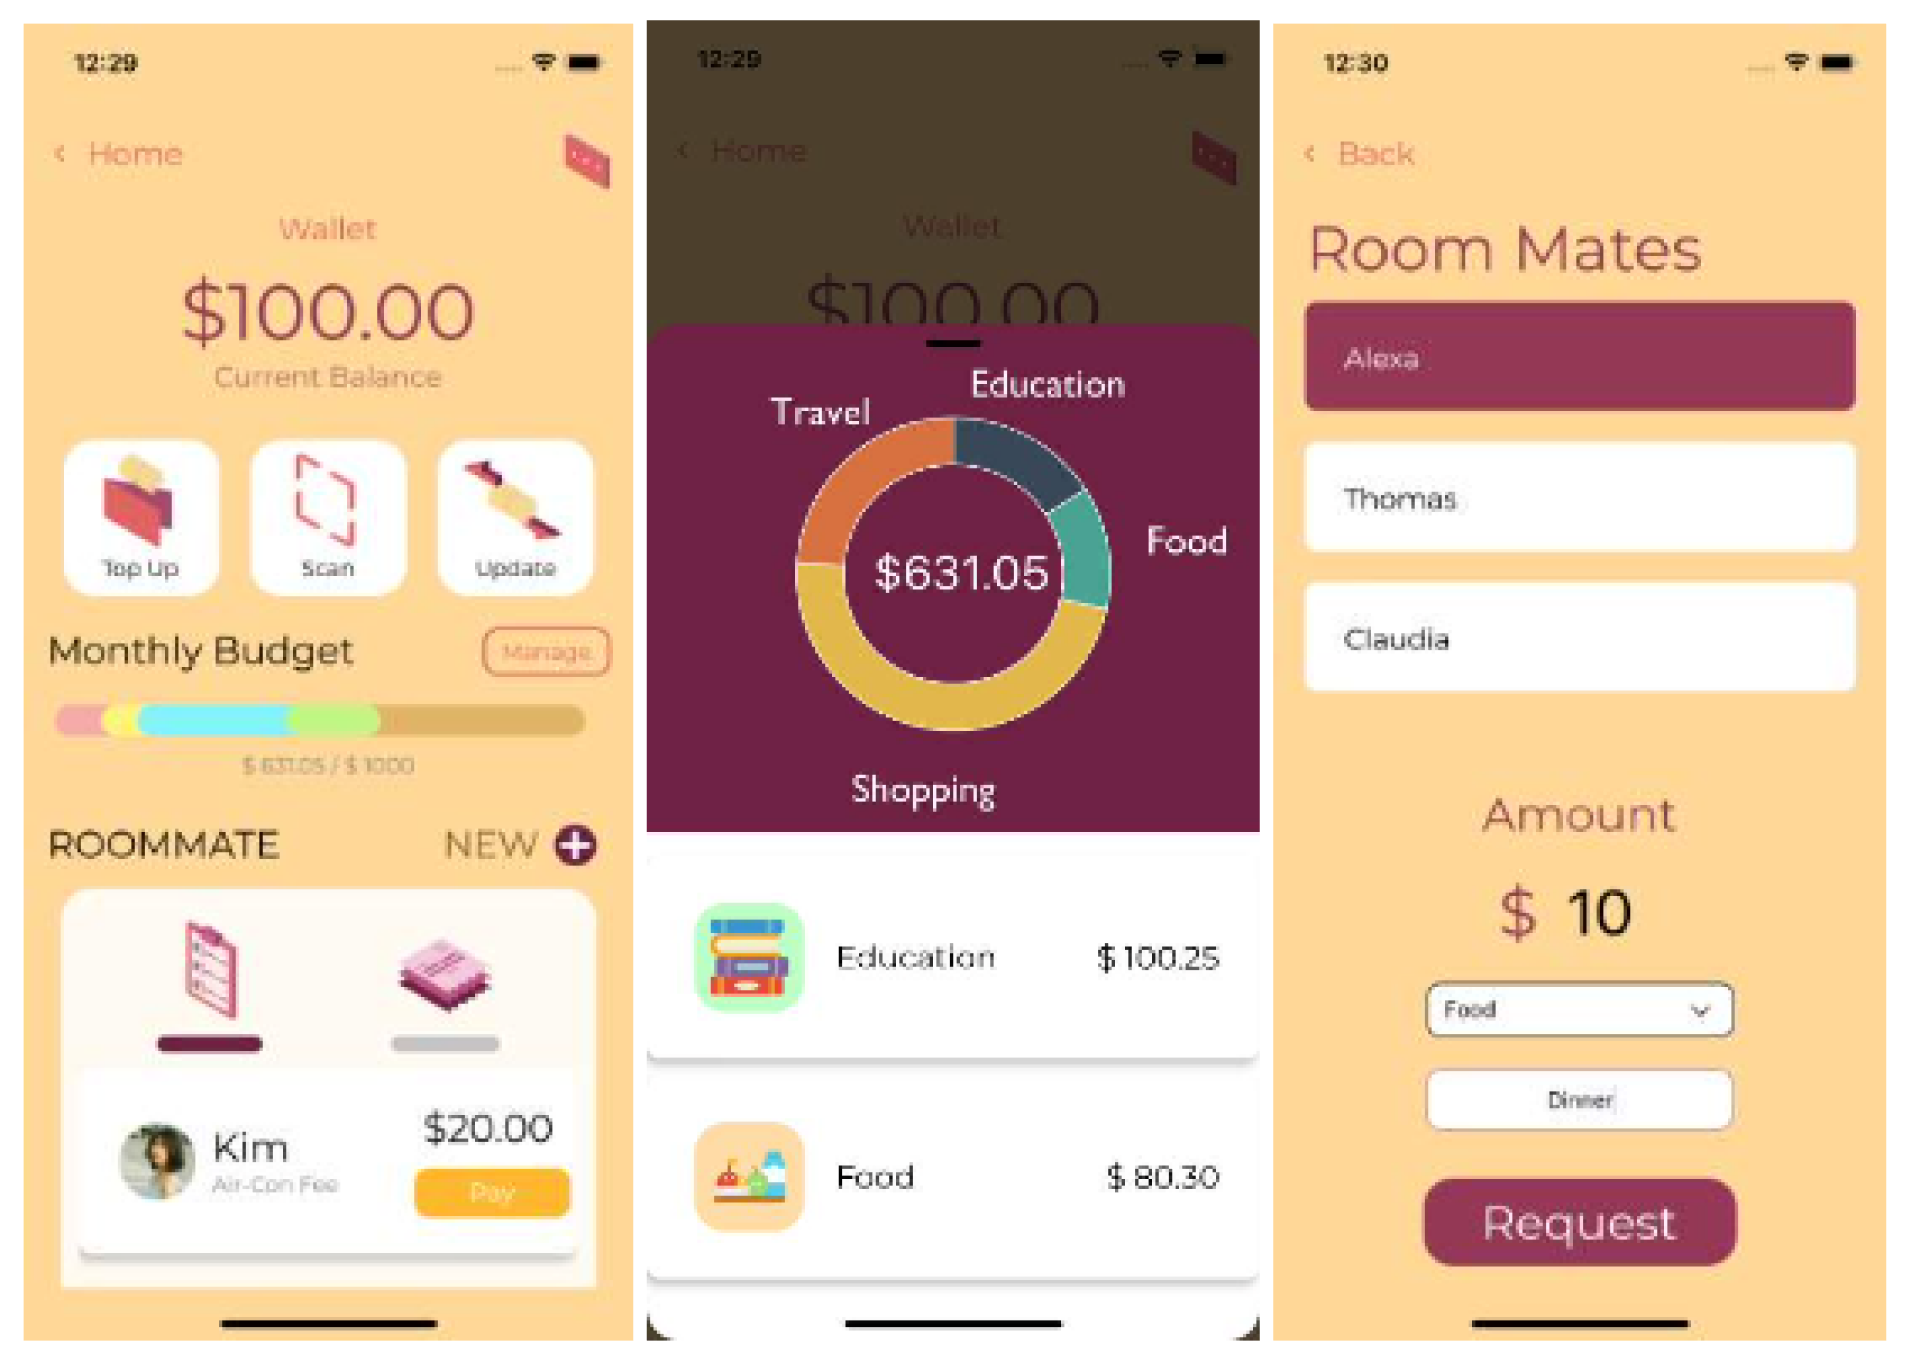 12:29
< Home
Wallet
$100.00
Current Balance
Top Up
Scan
Update
Monthly Budget
Manage
$ 631.05 / $ 1000
ROOMMATE
NEW
Kim
Air-Con Fee
$20.00
Pay
12:29
< Home
Wallet
$100.00
Education
Travel
Food
$631.05
Shopping
Education
$ 100.25
Food
$ 80.30
12:30
< Back
Room Mates
Alexa
Thomas
Claudia
Amount
$ 10
Food
Dinner
Request